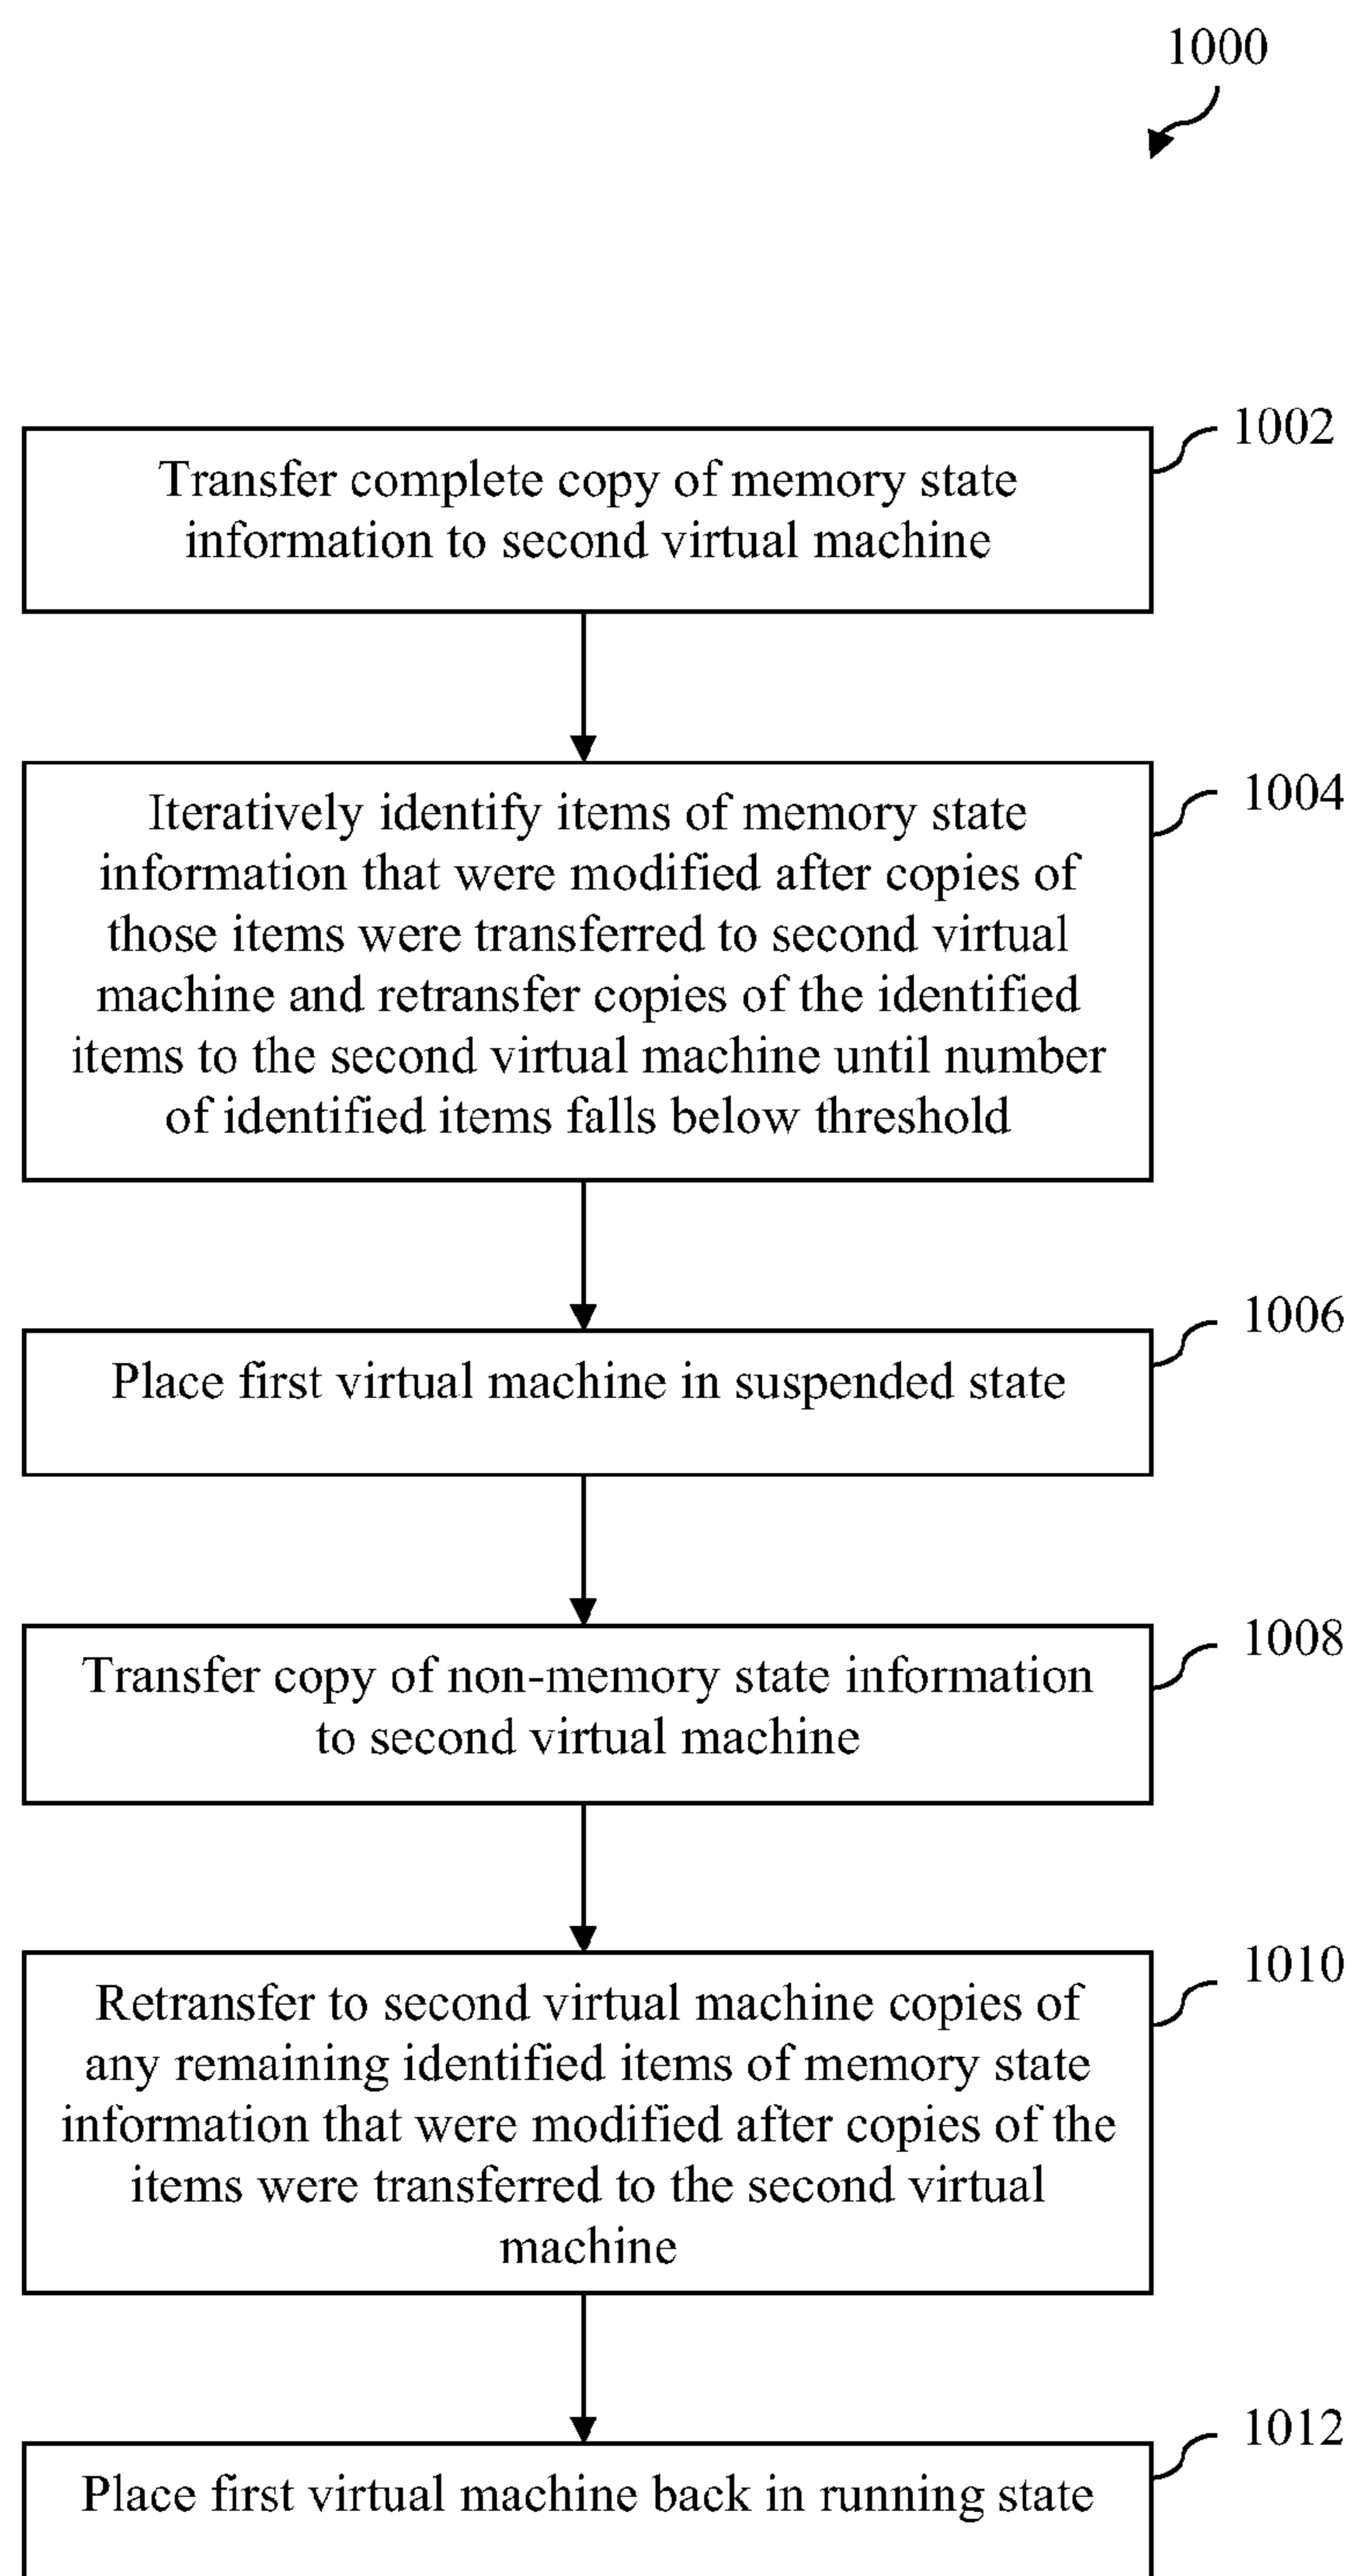 1000
1002
Transfer complete copy of memory state
information to second virtual machine
1004
Iteratively identify items of memory state
information that were modified after copies of
those items were transferred to second virtual
machine and retransfer copies of the identified
items to the second virtual machine until number
of identified items falls below threshold
1006
Place first virtual machine in suspended state
1008
Transfer copy of non-memory state information
to second virtual machine
1010
Retransfer to second virtual machine copies of
any remaining identified items of memory state
information that were modified after copies of the
items were transferred to the second virtual
machine
1012
Place first virtual machine back in running state